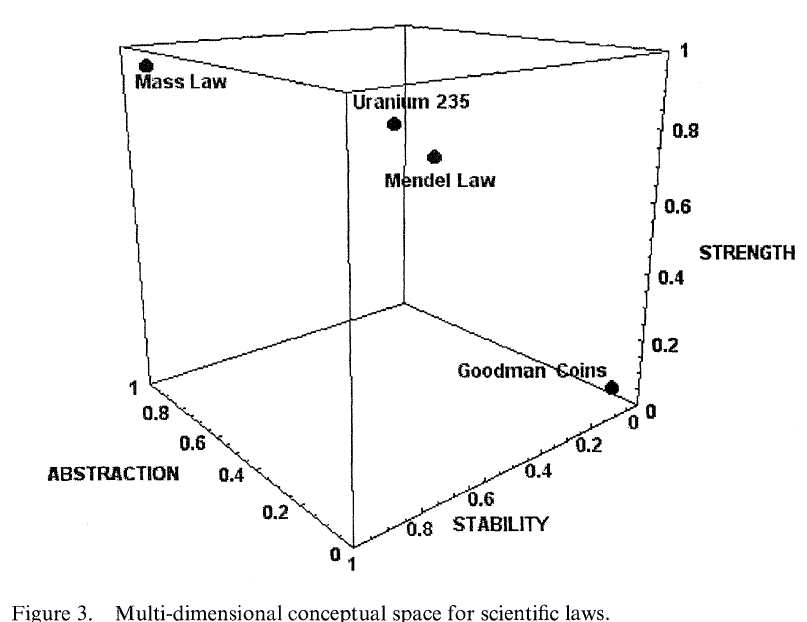 1
Mass Law
Uranium 235
0.8
Mendel Law
0.6
STRENGTH
0.4
0.2
Goodman Coins
1
0
0.8
0
0.6
0.2
ABSTRACTION
0.4
0.4
0.2
0.6
0.8
STABILITY
0
1
Figure 3. Multi-dimensional conceptual space for scientific laws.